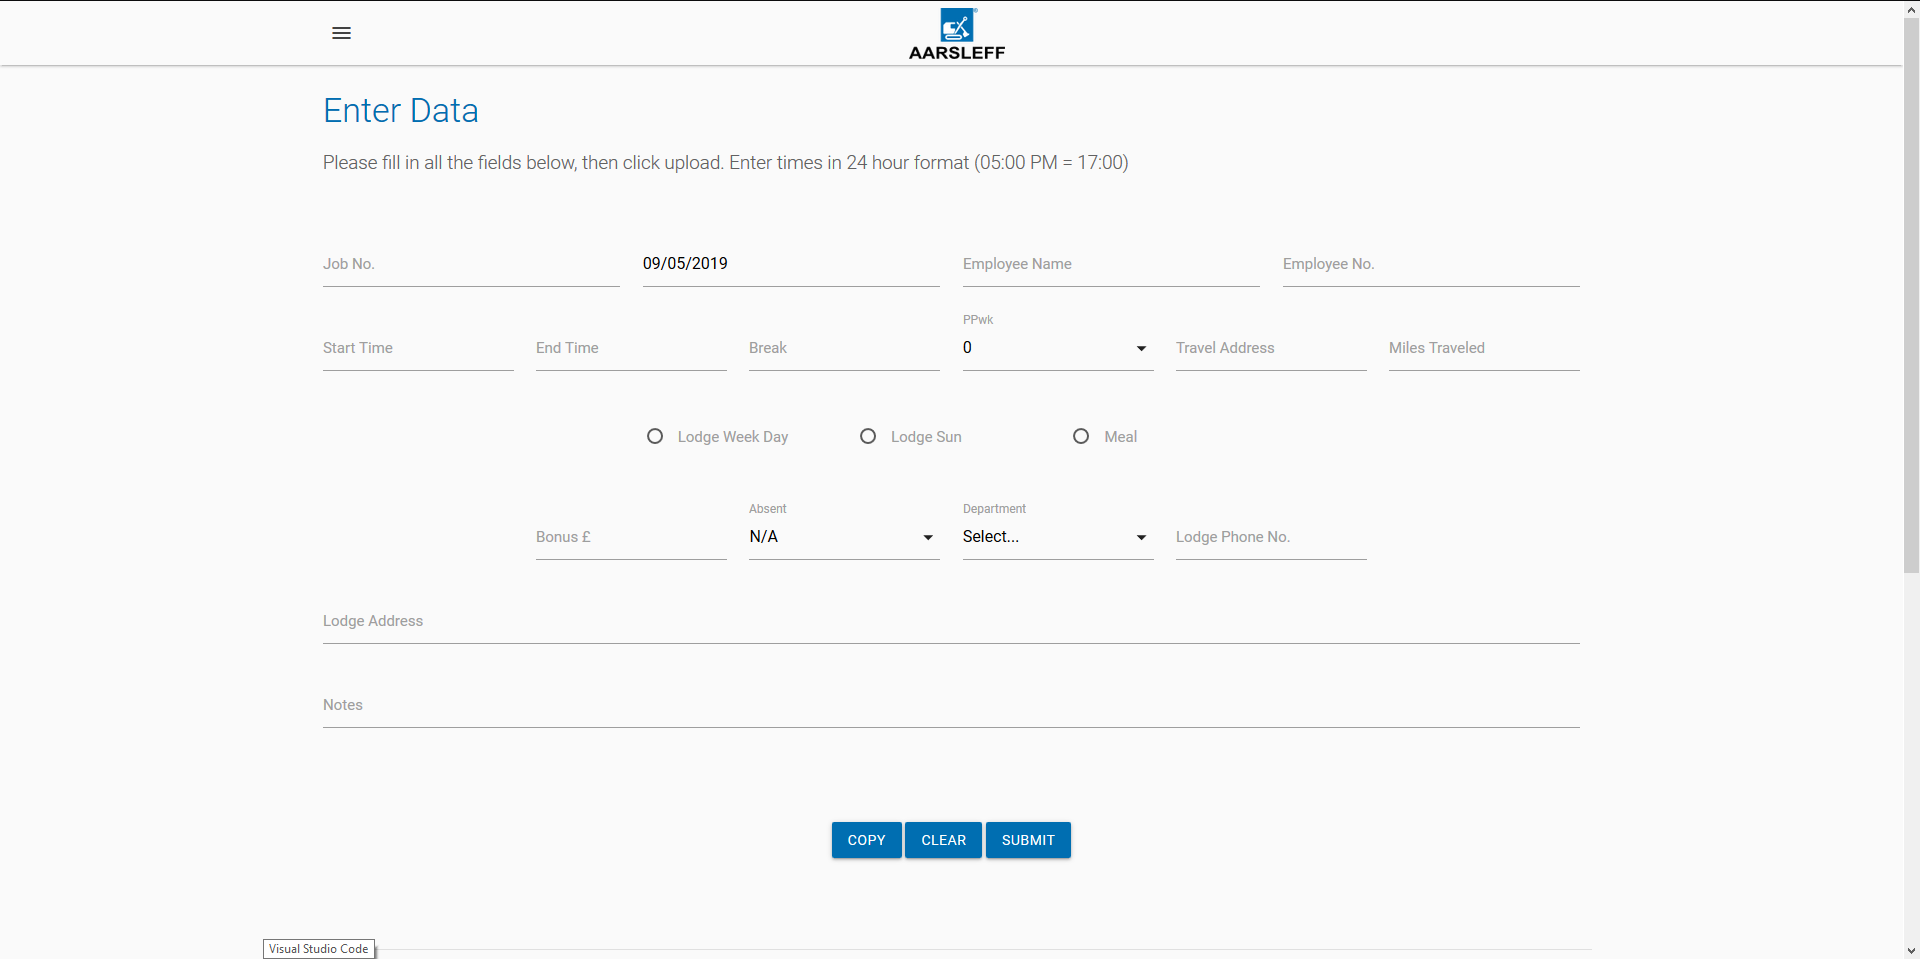 AARSLEFF
Enter Data
Please fill in all the fields below, then click upload. Enter times in 24 hour format (05:00 PM = 17:00)
Job No. 09/05/2019 Employee Name Employee No.
PPwk
Start Time End Time Break 0 Travel Address Miles Traveled
Lodge Week Day Lodge Sun Meal
Absent Department
Bonus £ N/A Select... Lodge Phone No.
Lodge Address
Notes
COPY CLEAR SUBMIT
Visual Studio Code